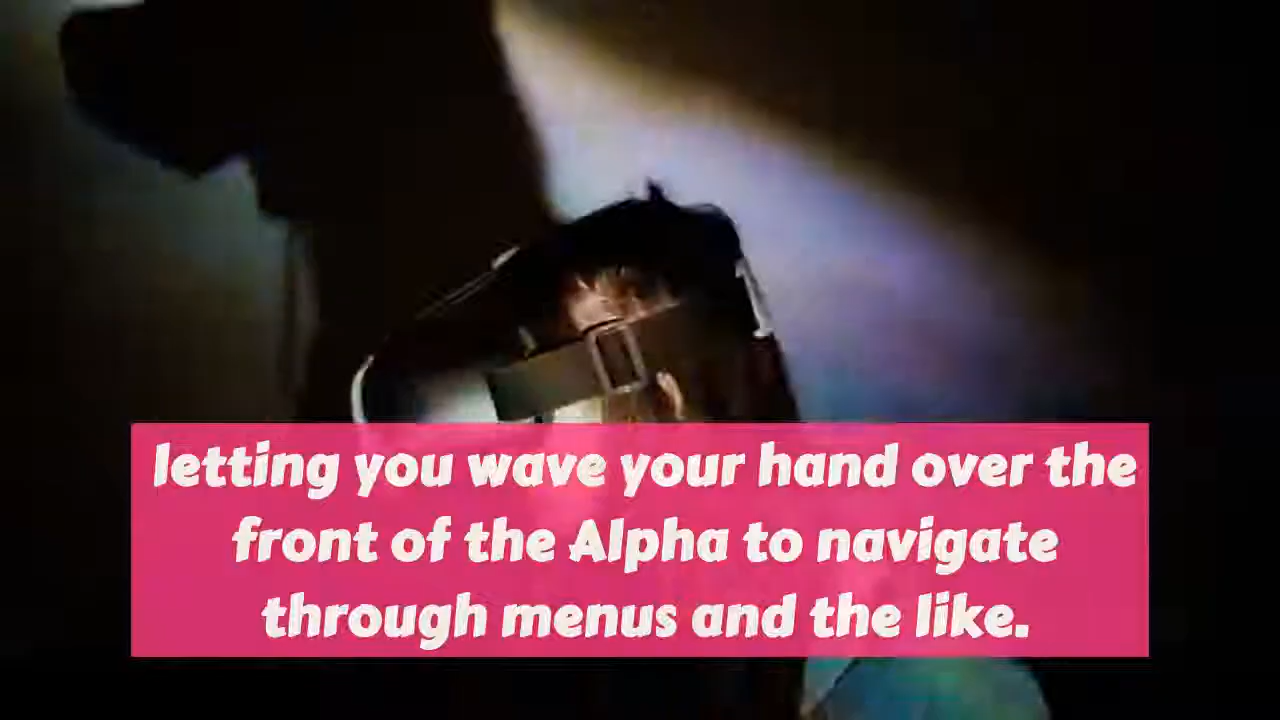 letting you wave your hand over the
front of the Alpha to navigate
through menus and the like.